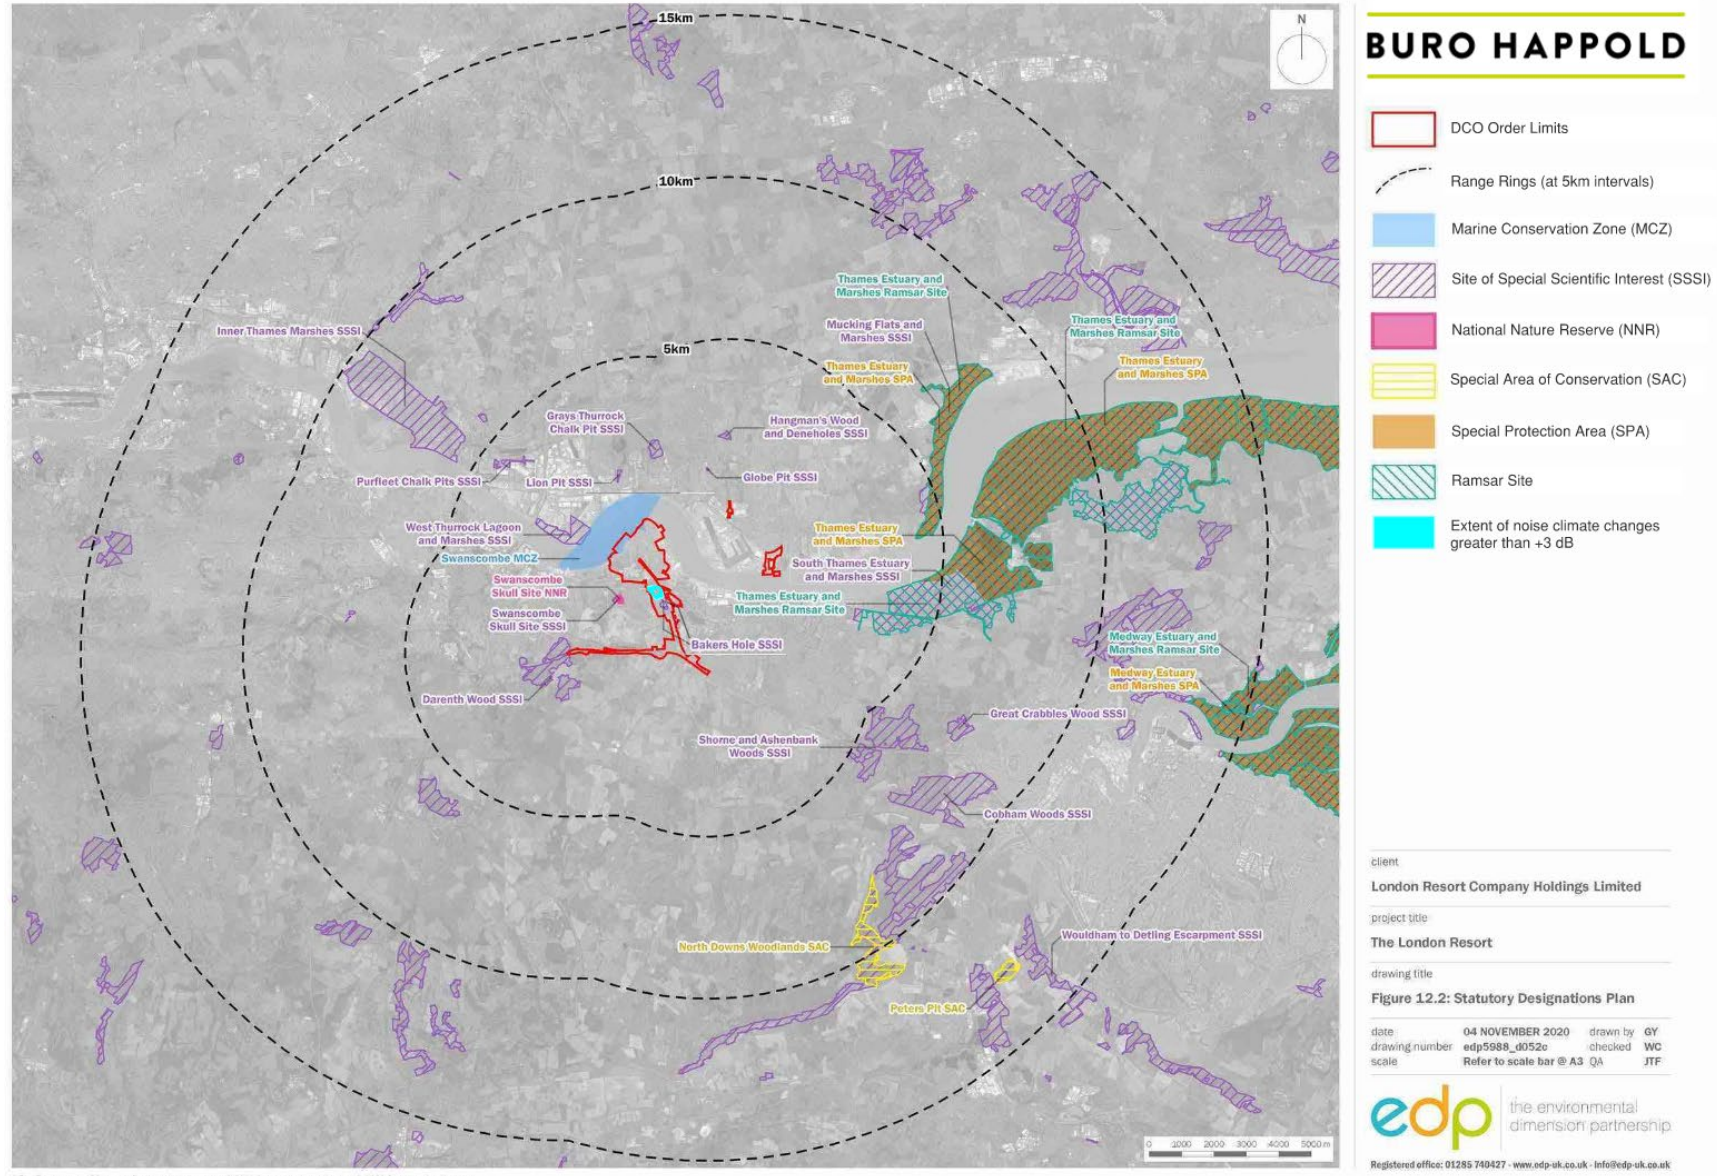 15km
N
10km
Thames Estuary and
Marshes Ramsar Site
Inner Thames Marshes SSSI
Mucking Flats and
Marshes SSSI
Thames Estuary and
Marshes Ramsar Site
5km
Thames Estuary
and Marshes SPA
Thames Estuary
and Marshes SPA
Grays Thurrock
Chalk Pit SSSI
Hangman's Wood
and Deneholes SSSI
Purfleet Chalk Pits SSSI
Lion Pit SSSI
Globe Pit SSSI
West Thurrock Lagoon
and Marshes SSSI
Thames Estuary
and Marshes SPA
Swanscombe MCZ
South Thames Estuary
and Marshes SSSI
Swanscombe
Skull Site NNR
Thames Estuary and
Marshes Ramsar Site
Swanscombe
Skull Site SSSI
Bakers Hole SSSI
Medway Estuary and
Marshes Ramsar Site
Medway Estuary
and Marshes SPA
Darenth Wood SSSI
Great Crabbles Wood SSSI
Shorne and Ashenbank
Woods SSSI
Cobham Woods SSSI
North Downs Woodlands SAC
Wouldham to Detling Escarpment SSSI
Peters Pit SAC
0 1000 2000 3000 4000 5000 m
BURO HAPPOLD
DCO Order Limits
Range Rings (at 5km intervals)
Marine Conservation Zone (MCZ)
Site of Special Scientific Interest (SSSI)
National Nature Reserve (NNR)
Special Area of Conservation (SAC)
Special Protection Area (SPA)
Ramsar Site
Extent of noise climate changes
greater than +3 dB
client
London Resort Company Holdings Limited
project title
The London Resort
drawing title
Figure 12.2: Statutory Designations Plan
date 04 NOVEMBER 2020 drawn by GY
drawing number edp5988_d052c checked WC
scale Refer to scale bar @ A3 QA JTF
edp
the environmental
dimension partnership
Registered office: 01285 740427 - www.edp-uk.co.uk - info@edp-uk.co.uk